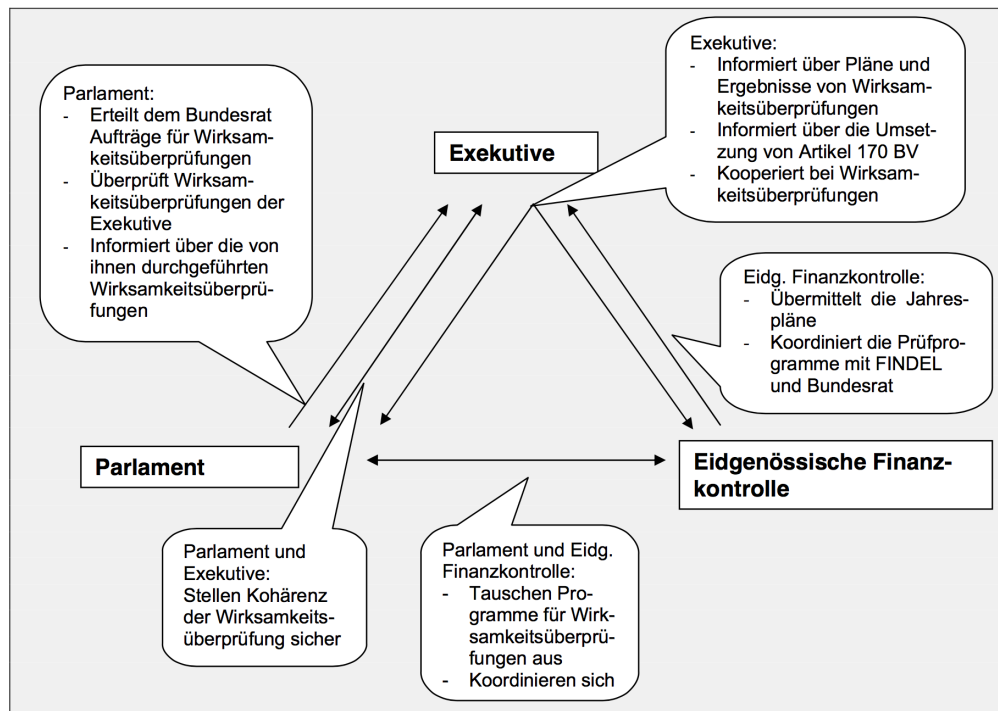 Parlament:
- Erteilt dem Bundesrat
Aufträge für Wirksam-
keitsüberprüfungen
- Überprüft Wirksam-
keitsüberprüfungen der
Exekutive
- Informiert über die von
ihnen durchgeführten
Wirksamkeitsüberprü-
fungen
Exekutive:
- Informiert über Pläne und
Ergebnisse von Wirksam-
keitsüberprüfungen
- Informiert über die Umset-
zung von Artikel 170 BV
- Kooperiert bei Wirksam-
keitsüberprüfungen
Exekutive
Eidg. Finanzkontrolle:
- Übermittelt die Jahres-
pläne
- Koordiniert die Prüfpro-
gramme mit FINDEL
und Bundesrat
Parlament
Eidgenössische Finanz-
kontrolle
Parlament und
Exekutive:
Stellen Kohärenz
der Wirksamkeits-
überprüfung sicher
Parlament und Eidg.
Finanzkontrolle:
- Tauschen Pro-
gramme für Wirk-
samkeitsüberprü-
fungen aus
- Koordinieren sich